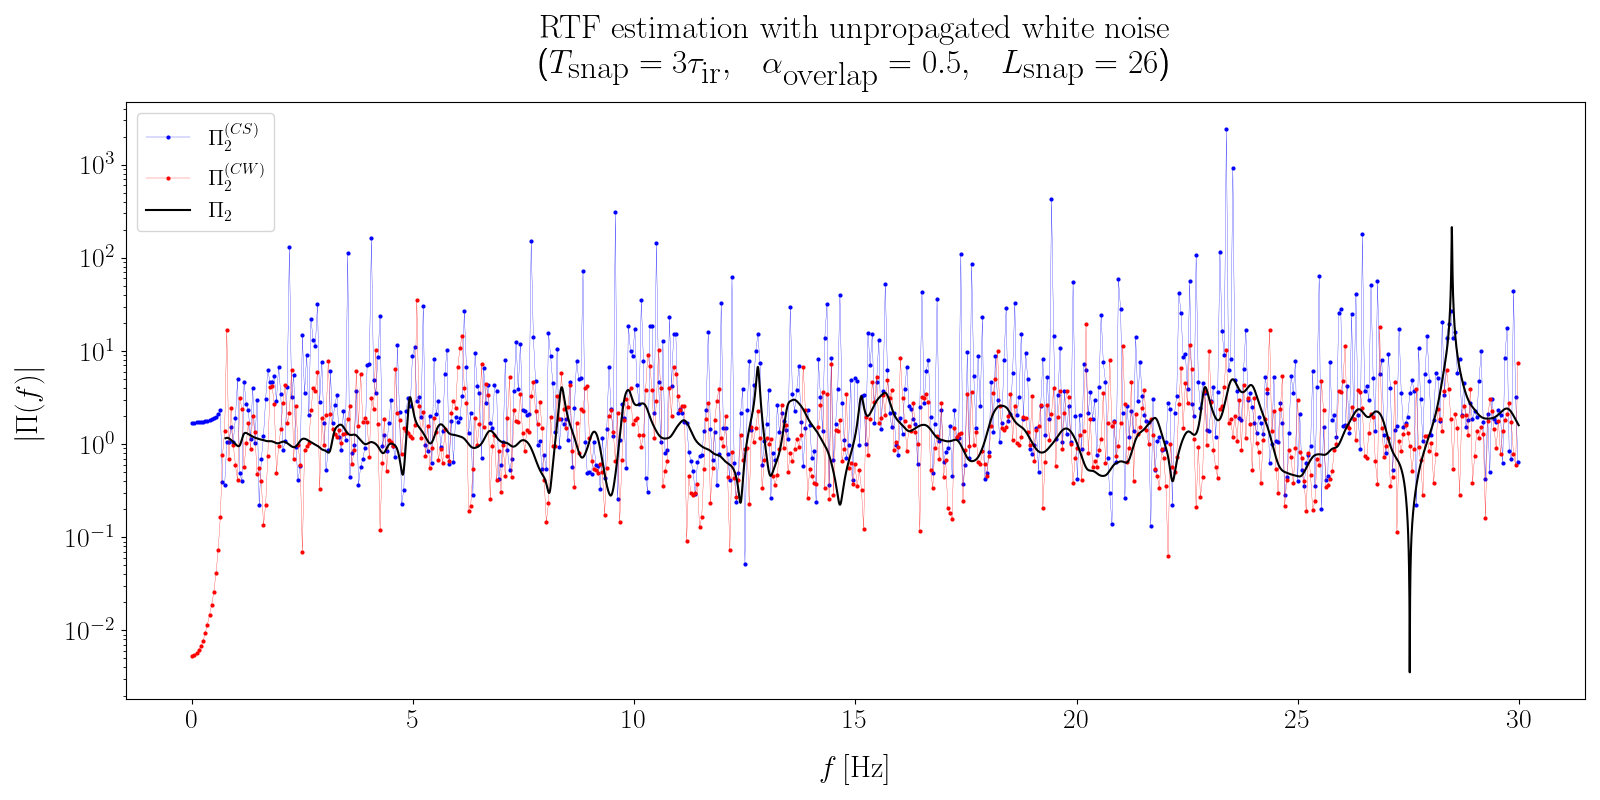 RTF estimation with unpropagated white noise
(T_snap = 3τ_ir, α_overlap = 0.5, L_snap = 26)
Π_2^(CS)
Π_2^(CW)
Π_2
|Π(f)|
10^3
10^2
10^1
10^0
10^−1
10^−2
0 5 10 15 20 25 30
f [Hz]